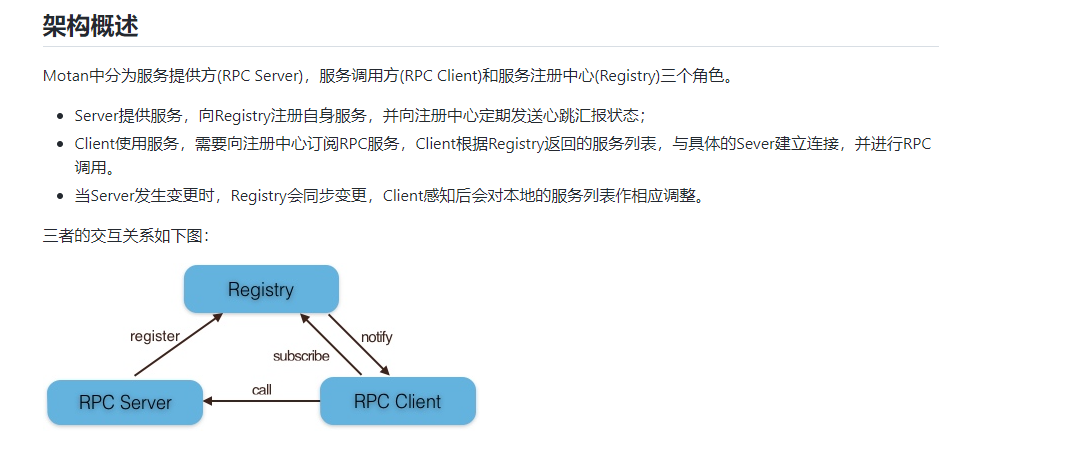 架构概述
Motan中分为服务提供方(RPC Server)，服务调用方(RPC Client)和服务注册中心(Registry)三个角色。
Server提供服务，向Registry注册自身服务，并向注册中心定期发送心跳汇报状态；
Client使用服务，需要向注册中心订阅RPC服务，Client根据Registry返回的服务列表，与具体的Sever建立连接，并进行RPC
调用。
当Server发生变更时，Registry会同步变更，Client感知后会对本地的服务列表作相应调整。
三者的交互关系如下图：
Registry
register
notify
subscribe
call
RPC Server
RPC Client